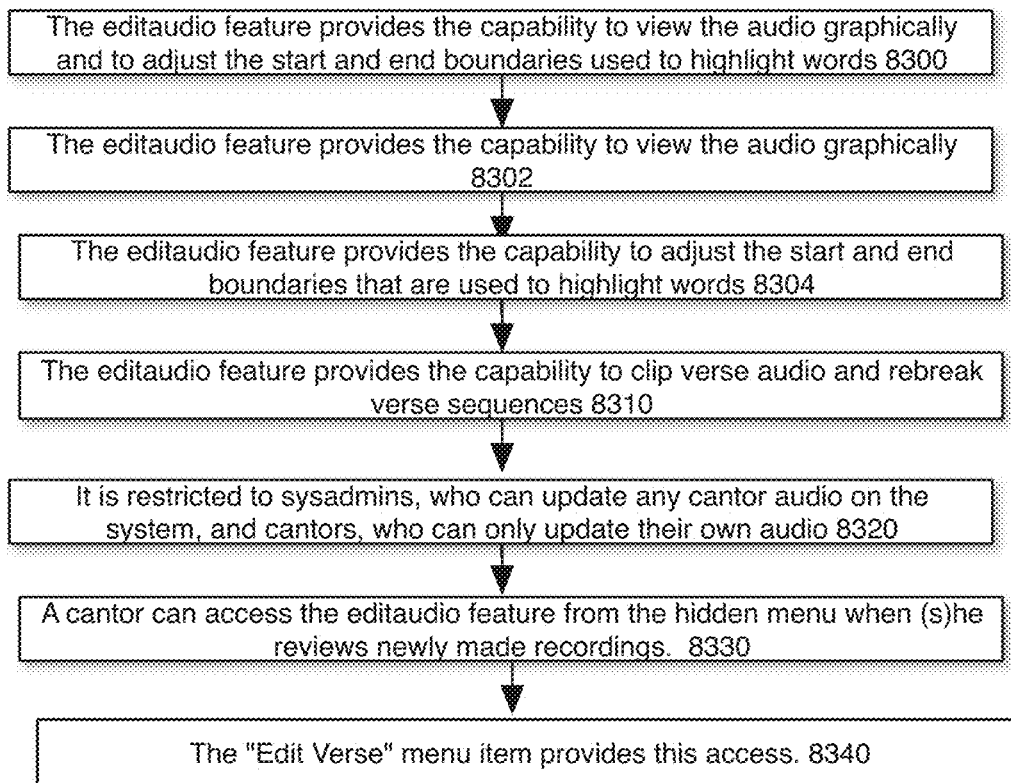 The editaudio feature provides the capability to view the audio graphically
and to adjust the start and end boundaries used to highlight words 8300
The editaudio feature provides the capability to view the audio graphically
8302
The editaudio feature provides the capability to adjust the start and end
boundaries that are used to highlight words 8304
The editaudio feature provides the capability to clip verse audio and rebreak
verse sequences 8310
It is restricted to sysadmins, who can update any cantor audio on the
system, and cantors, who can only update their own audio 8320
A cantor can access the editaudio feature from the hidden menu when (s)he
reviews newly made recordings. 8330
The "Edit Verse" menu item provides this access. 8340